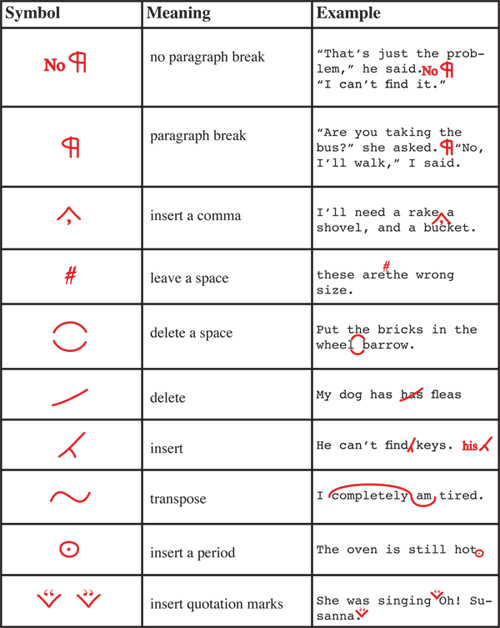 Symbol Meaning Example
No ¶ no paragraph break “That’s just the prob-
lem,” he said. No ¶
“I can’t find it.”
¶ paragraph break “Are you taking the
bus?” she asked. ¶ “No,
I’ll walk,” I said.
, insert a comma I’ll need a rake a
shovel, and a bucket.
# leave a space #
these arethe wrong
size.
delete a space Put the bricks in the
wheel barrow.
delete My dog has has fleas
insert He can’t find keys. his
transpose I completely am tired.
insert a period The oven is still hot
“ ” insert quotation marks She was singing “Oh! Su-
sanna.”